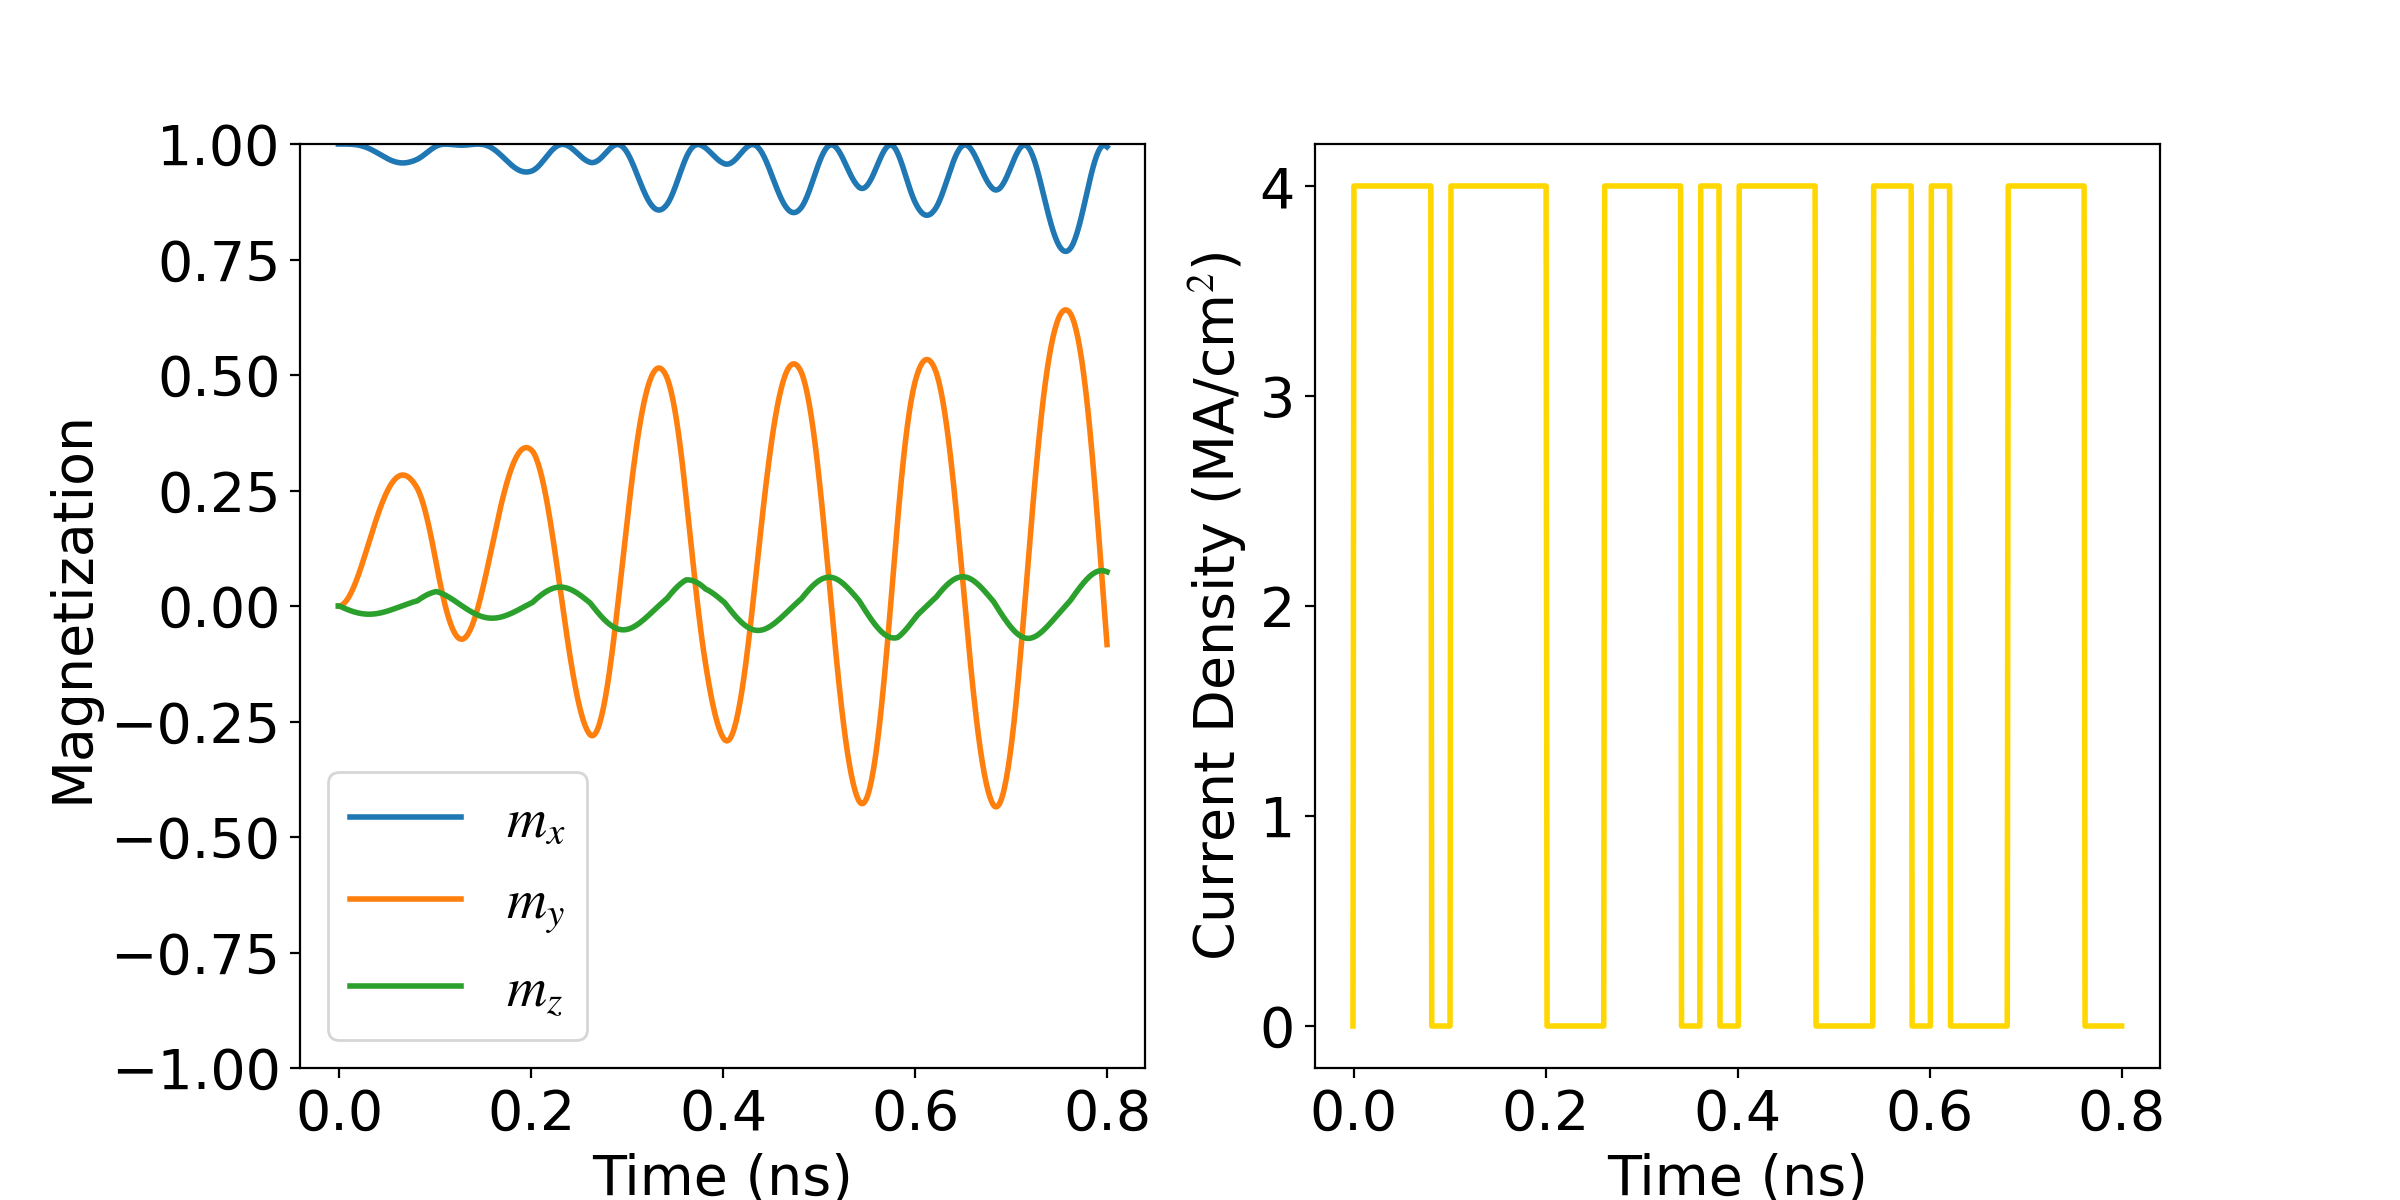 Magnetization
1.00
0.75
0.50
0.25
0.00
−0.25
−0.50
−0.75
−1.00
0.0 0.2 0.4 0.6 0.8
Time (ns)
m_x
m_y
m_z
Current Density (MA/cm²)
4
3
2
1
0
0.0 0.2 0.4 0.6 0.8
Time (ns)